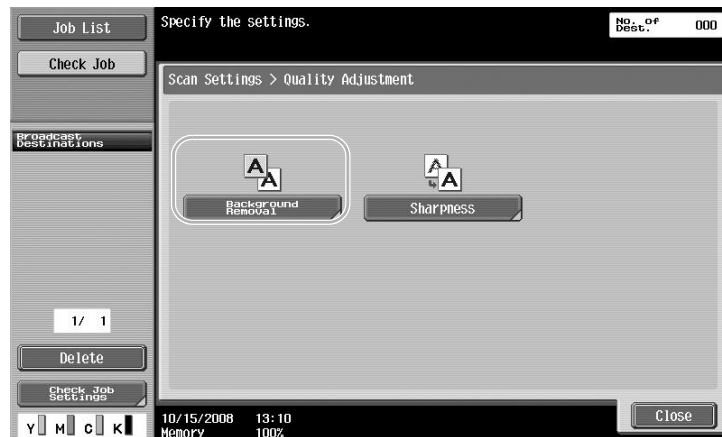 Job List
Check Job
Broadcast
Destinations
1/ 1
Delete
Check Job
Settings
Y M C K
Specify the settings.
No. of
Dest.
000
Scan Settings > Quality Adjustment
A
A
Background
Removal
A
A
Sharpness
Close
10/15/2008 13:10
Memory 100%